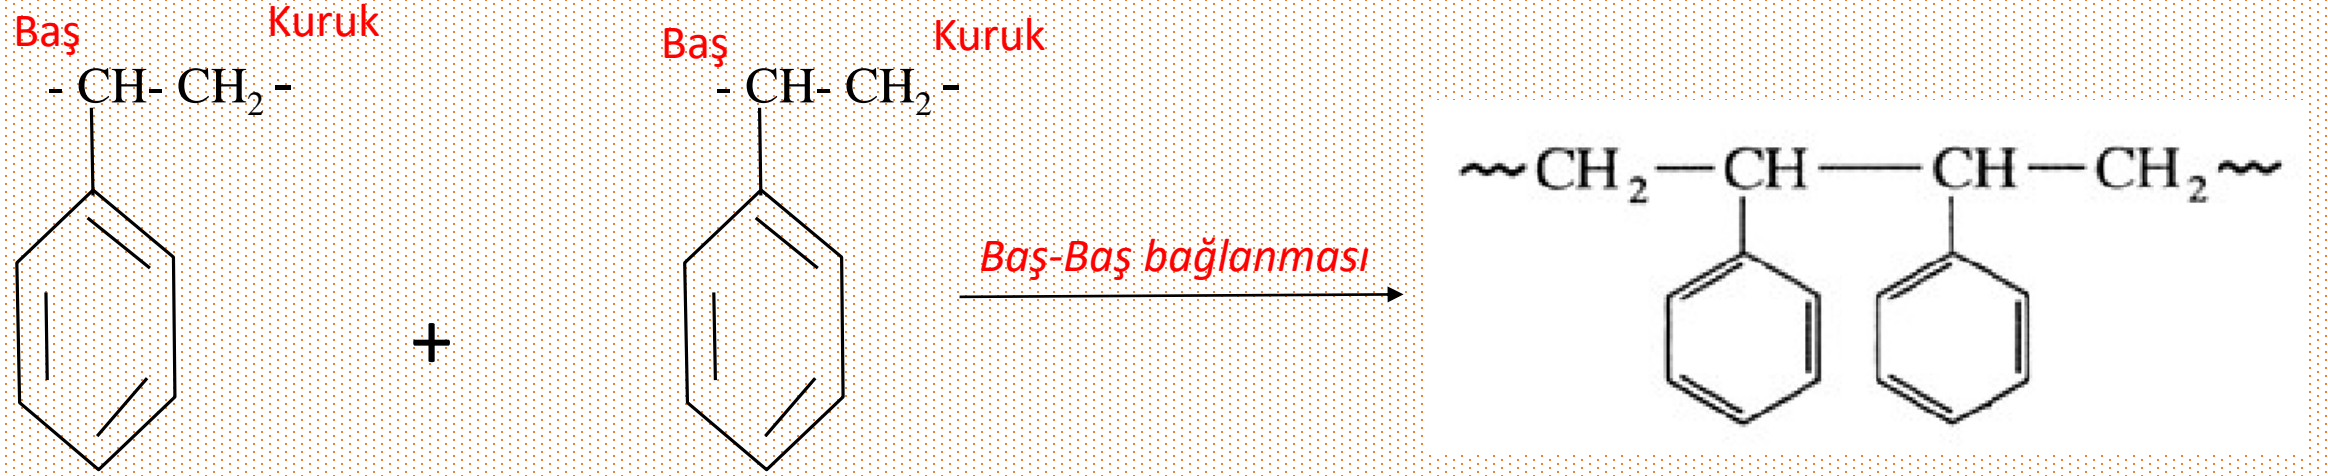 Baş Kuruk
- CH- CH₂ -
Baş Kuruk
- CH- CH₂ -
+
Baş-Baş bağlanması
CH₂—CH—CH—CH₂